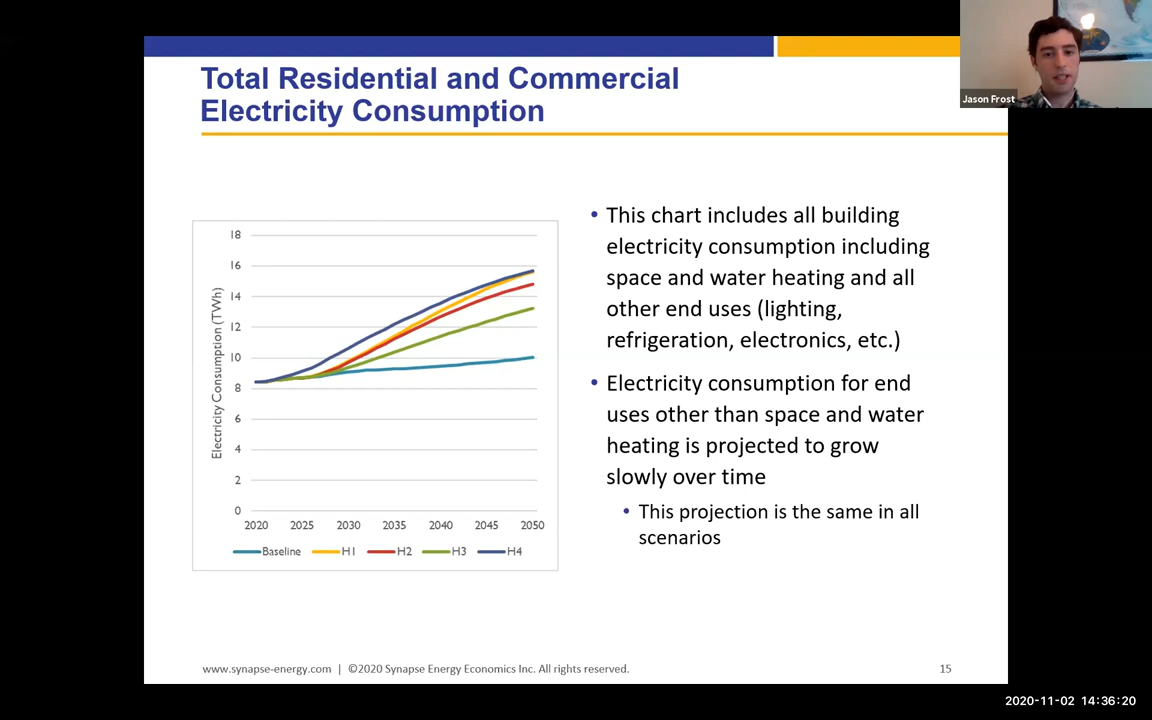 Total Residential and Commercial
Electricity Consumption
Jason Frost
Electricity Consumption (TWh)
18
16
14
12
10
8
6
4
2
0
2020 2025 2030 2035 2040 2045 2050
Baseline H1 H2 H3 H4
• This chart includes all building
electricity consumption including
space and water heating and all
other end uses (lighting,
refrigeration, electronics, etc.)
• Electricity consumption for end
uses other than space and water
heating is projected to grow
slowly over time
• This projection is the same in all
scenarios
www.synapse-energy.com | ©2020 Synapse Energy Economics Inc. All rights reserved.
15
2020-11-02 14:36:20